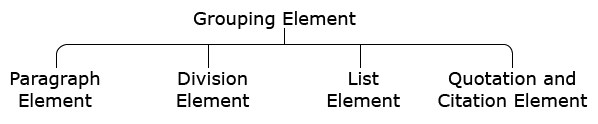 Grouping Element
Paragraph
Element
Division
Element
List
Element
Quotation and
Citation Element